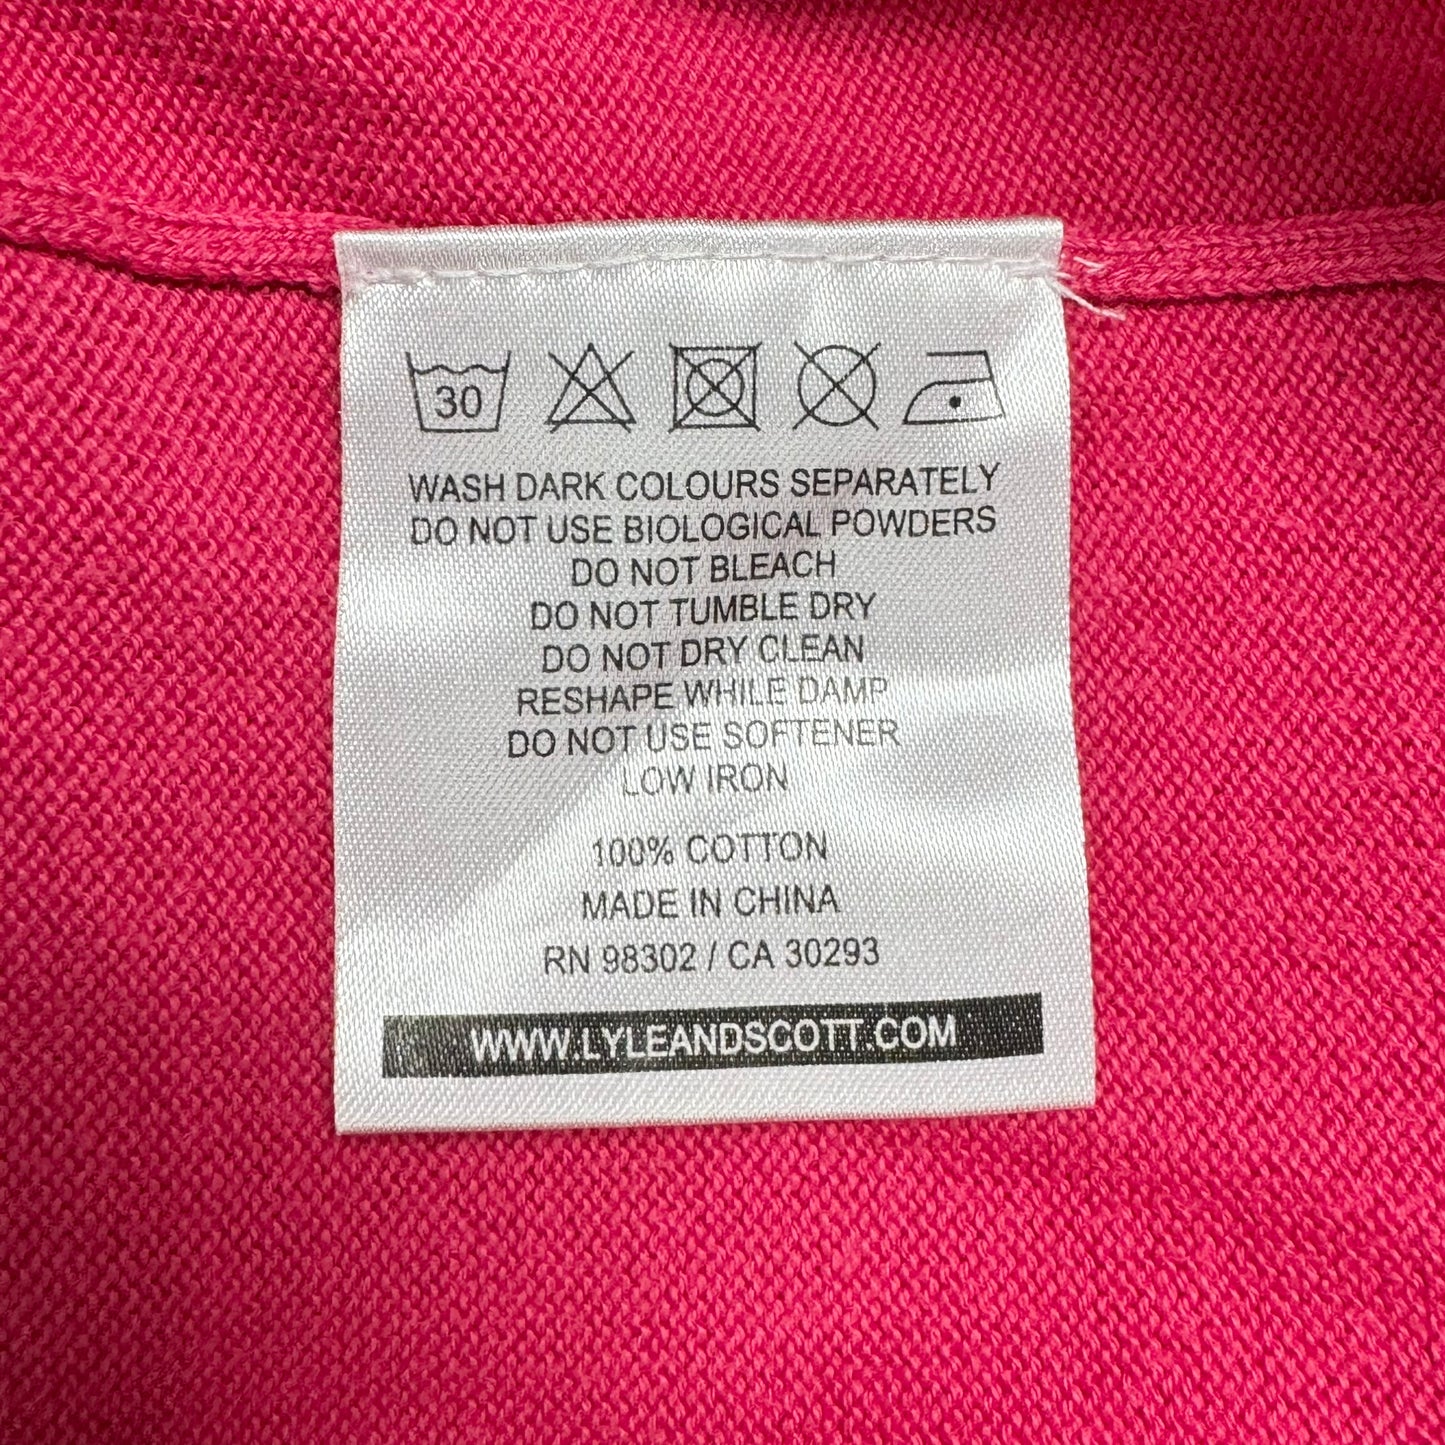 30
WASH DARK COLOURS SEPARATELY
DO NOT USE BIOLOGICAL POWDERS
DO NOT BLEACH
DO NOT TUMBLE DRY
DO NOT DRY CLEAN
RESHAPE WHILE DAMP
DO NOT USE SOFTENER
LOW IRON
100% COTTON
MADE IN CHINA
RN 98302 / CA 30293
WWW.LYLEANDSCOTT.COM